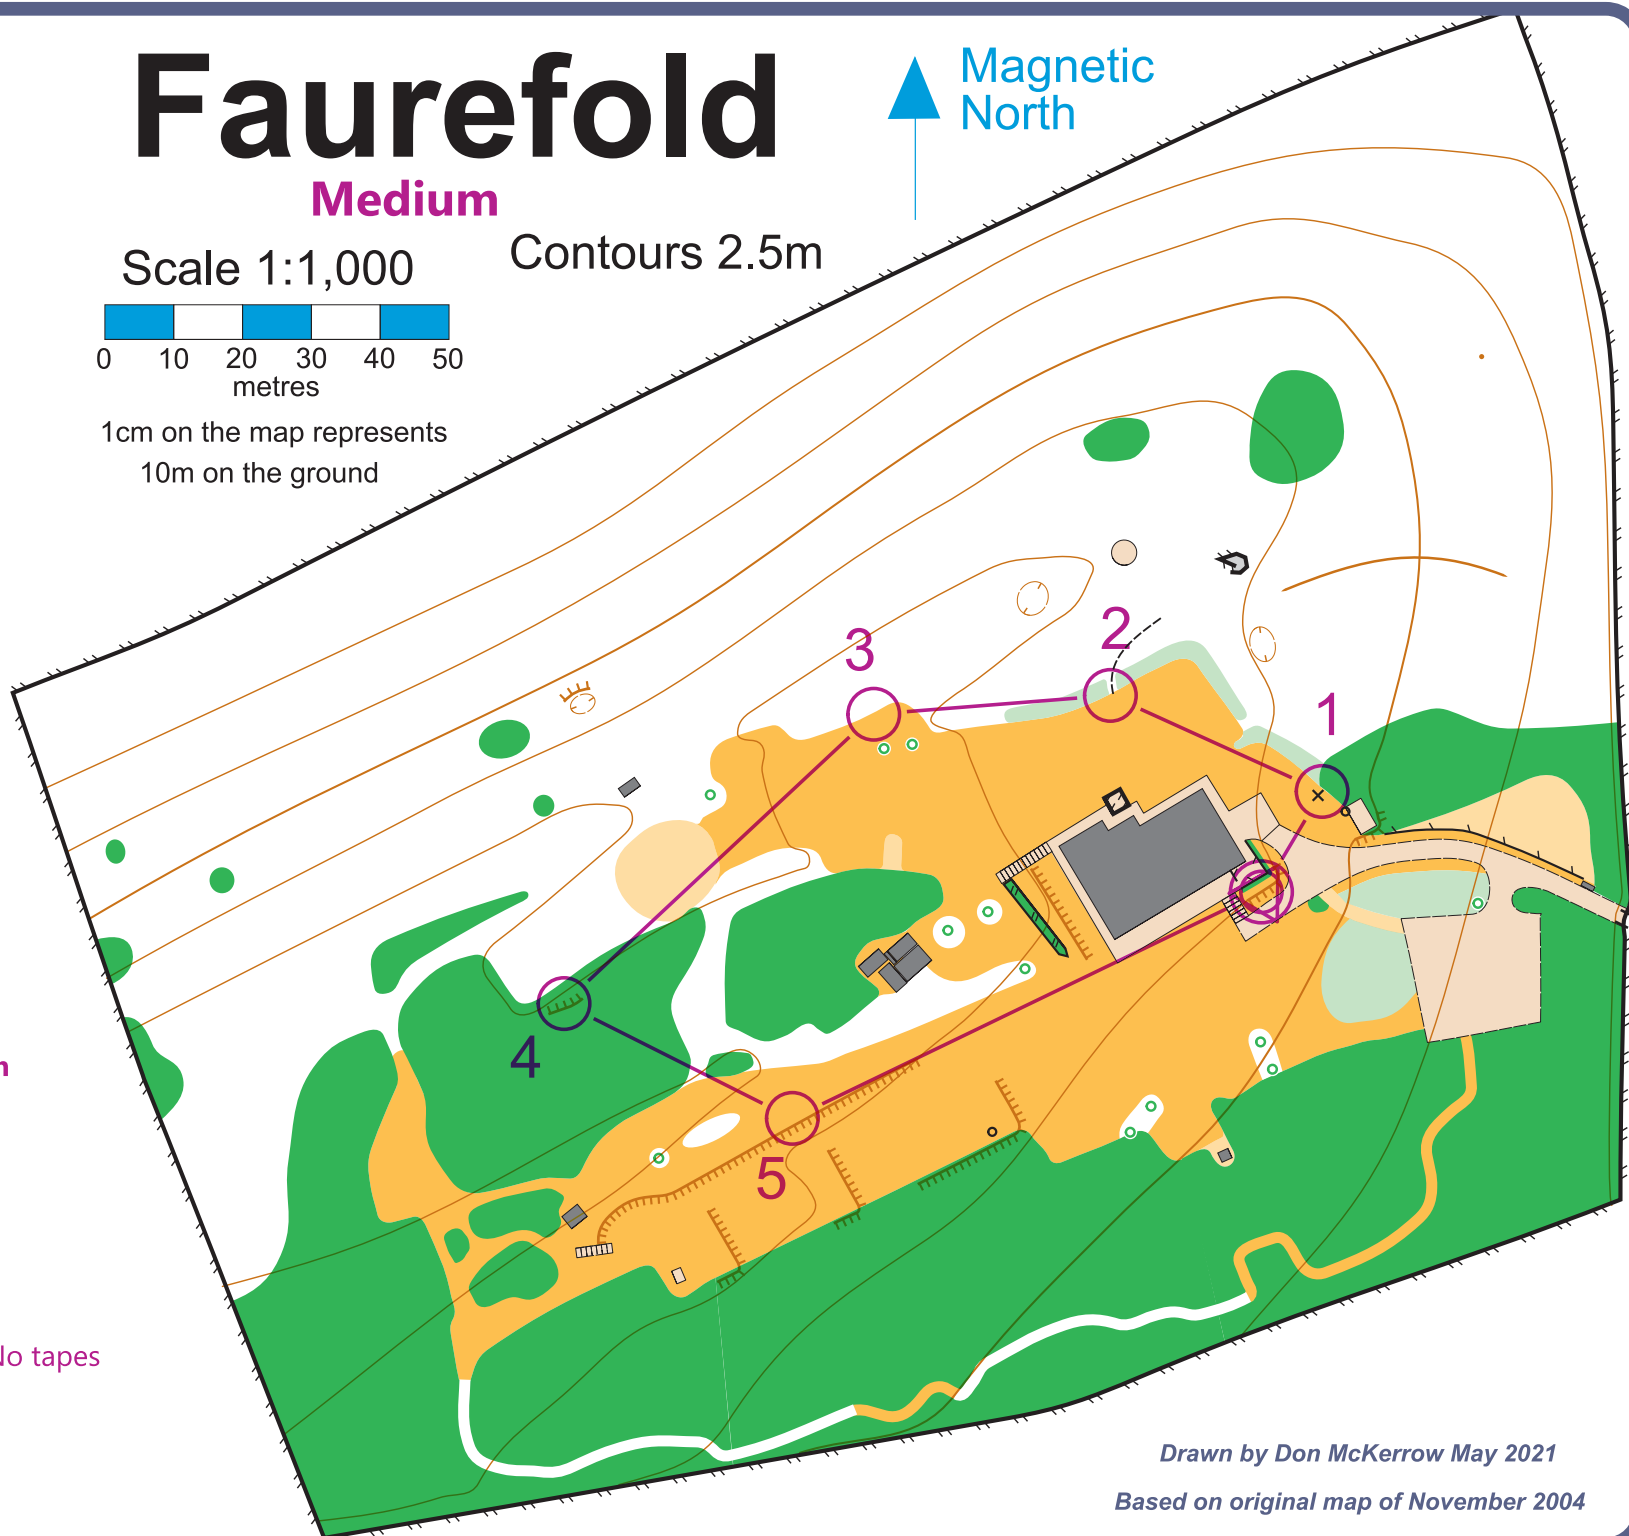 Faurefold
Medium
Magnetic
North
Scale 1:1,000
Contours 2.5m
0 10 20 30 40 50
metres
1cm on the map represents
10m on the ground
2
3
1
4
5
No tapes
Drawn by Don McKerrow May 2021
Based on original map of November 2004